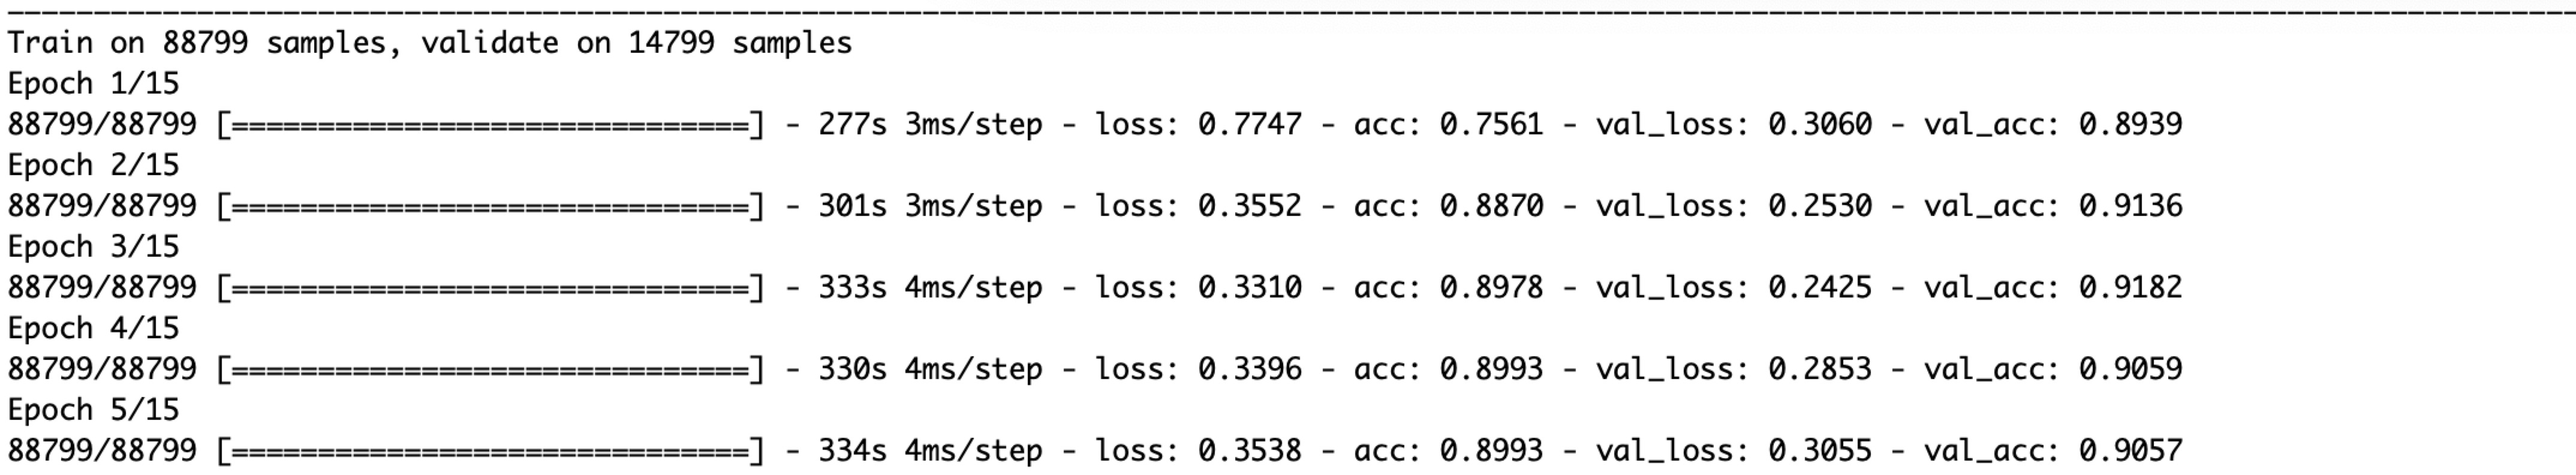 Train on 88799 samples, validate on 14799 samples
Epoch 1/15
88799/88799 [==============================] - 277s 3ms/step - loss: 0.7747 - acc: 0.7561 - val_loss: 0.3060 - val_acc: 0.8939
Epoch 2/15
88799/88799 [==============================] - 301s 3ms/step - loss: 0.3552 - acc: 0.8870 - val_loss: 0.2530 - val_acc: 0.9136
Epoch 3/15
88799/88799 [==============================] - 333s 4ms/step - loss: 0.3310 - acc: 0.8978 - val_loss: 0.2425 - val_acc: 0.9182
Epoch 4/15
88799/88799 [==============================] - 330s 4ms/step - loss: 0.3396 - acc: 0.8993 - val_loss: 0.2853 - val_acc: 0.9059
Epoch 5/15
88799/88799 [==============================] - 334s 4ms/step - loss: 0.3538 - acc: 0.8993 - val_loss: 0.3055 - val_acc: 0.9057